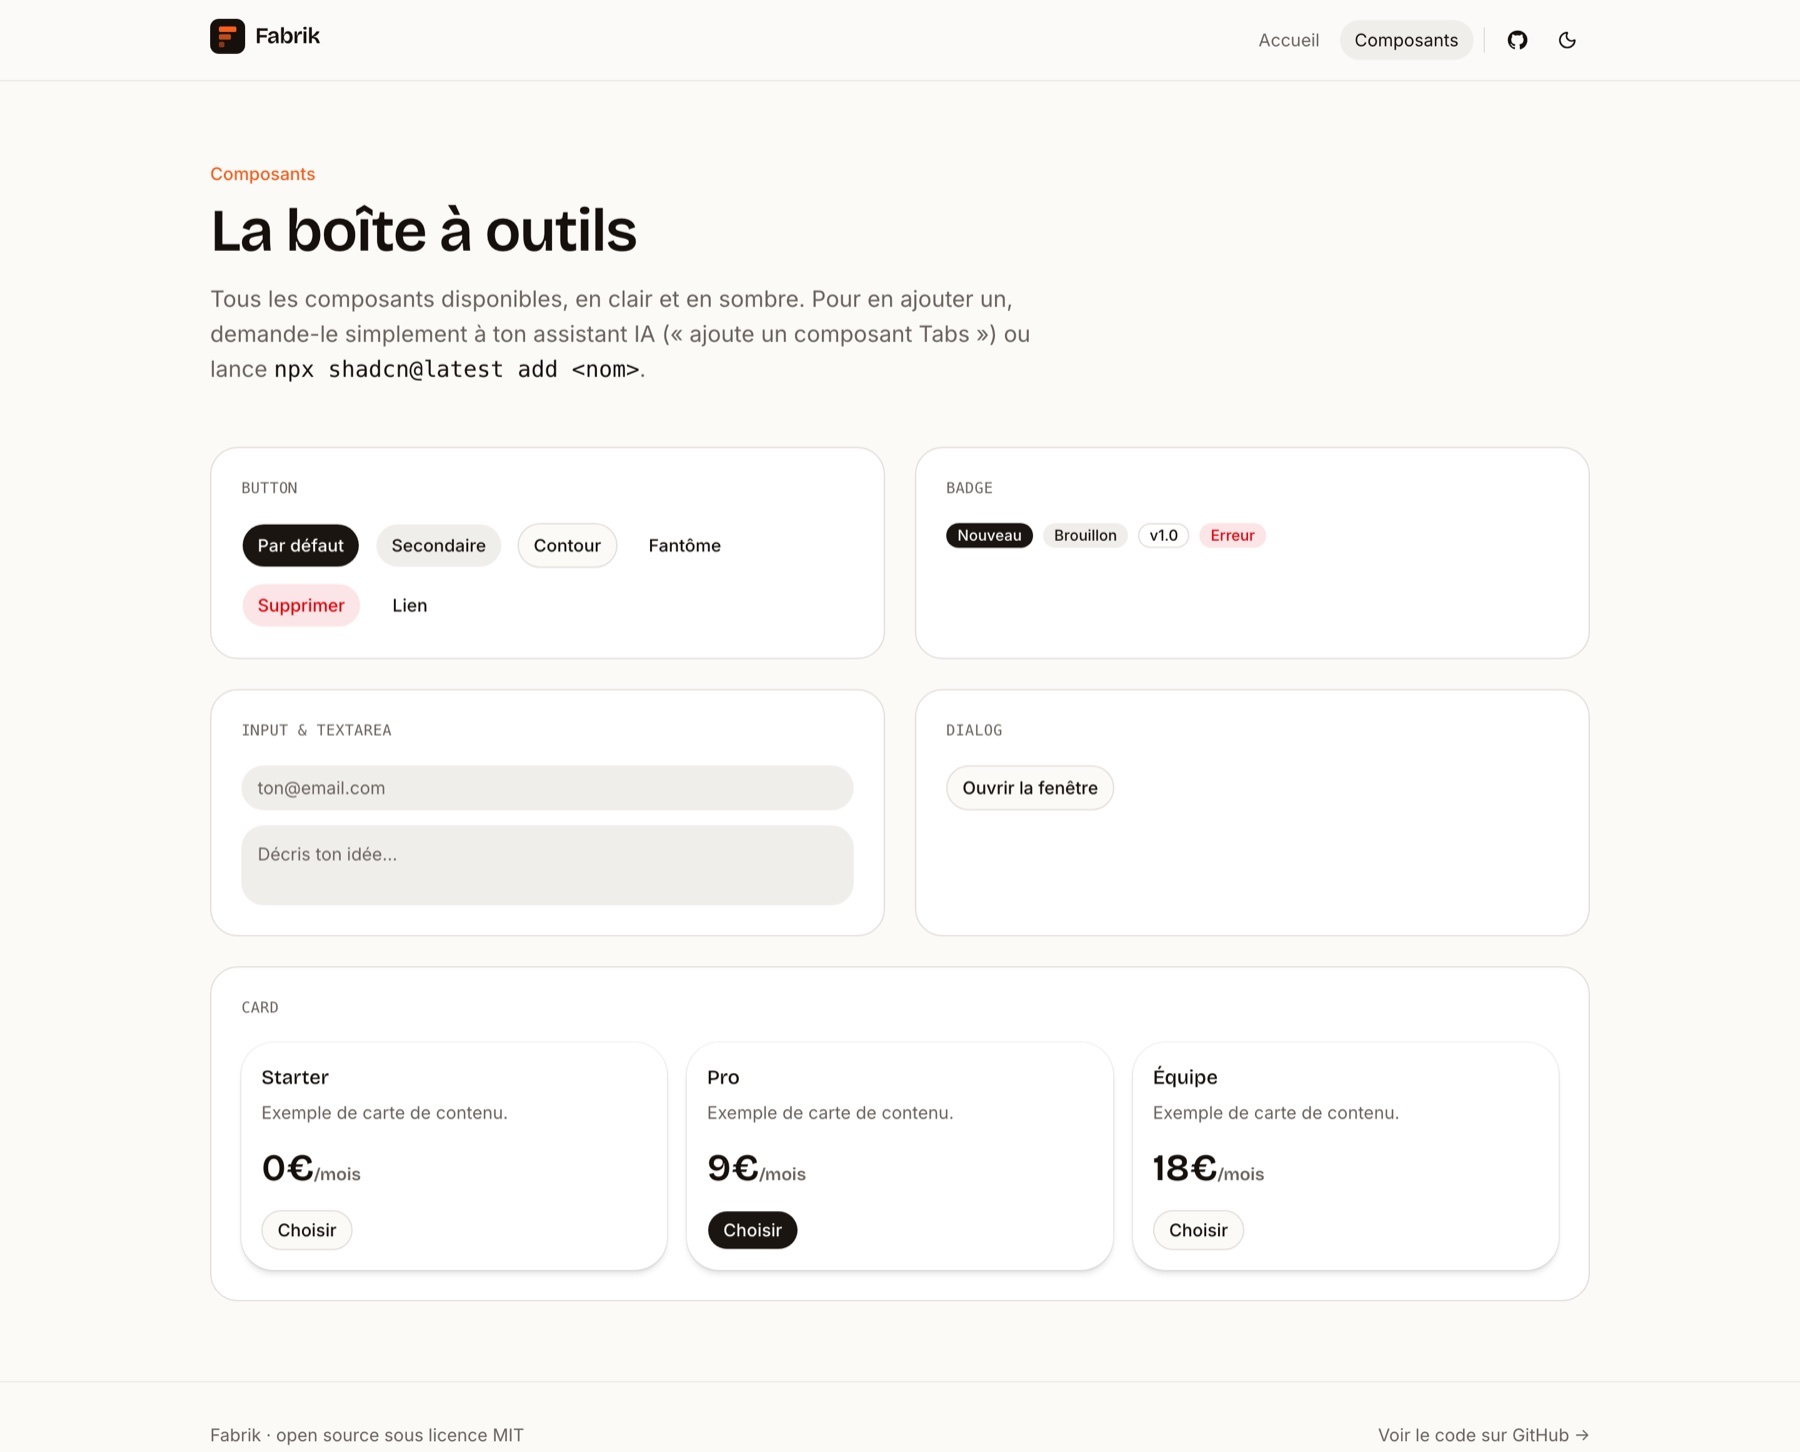 Fabrik
Accueil
Composants
Composants
La boîte à outils
Tous les composants disponibles, en clair et en sombre. Pour en ajouter un,
demande-le simplement à ton assistant IA (« ajoute un composant Tabs ») ou
lance npx shadcn@latest add <nom>.
BUTTON
Par défaut
Secondaire
Contour
Fantôme
Supprimer
Lien
BADGE
Nouveau
Brouillon
v1.0
Erreur
INPUT & TEXTAREA
ton@email.com
Décris ton idée...
DIALOG
Ouvrir la fenêtre
CARD
Starter
Exemple de carte de contenu.
0€/mois
Choisir
Pro
Exemple de carte de contenu.
9€/mois
Choisir
Équipe
Exemple de carte de contenu.
18€/mois
Choisir
Fabrik · open source sous licence MIT
Voir le code sur GitHub →